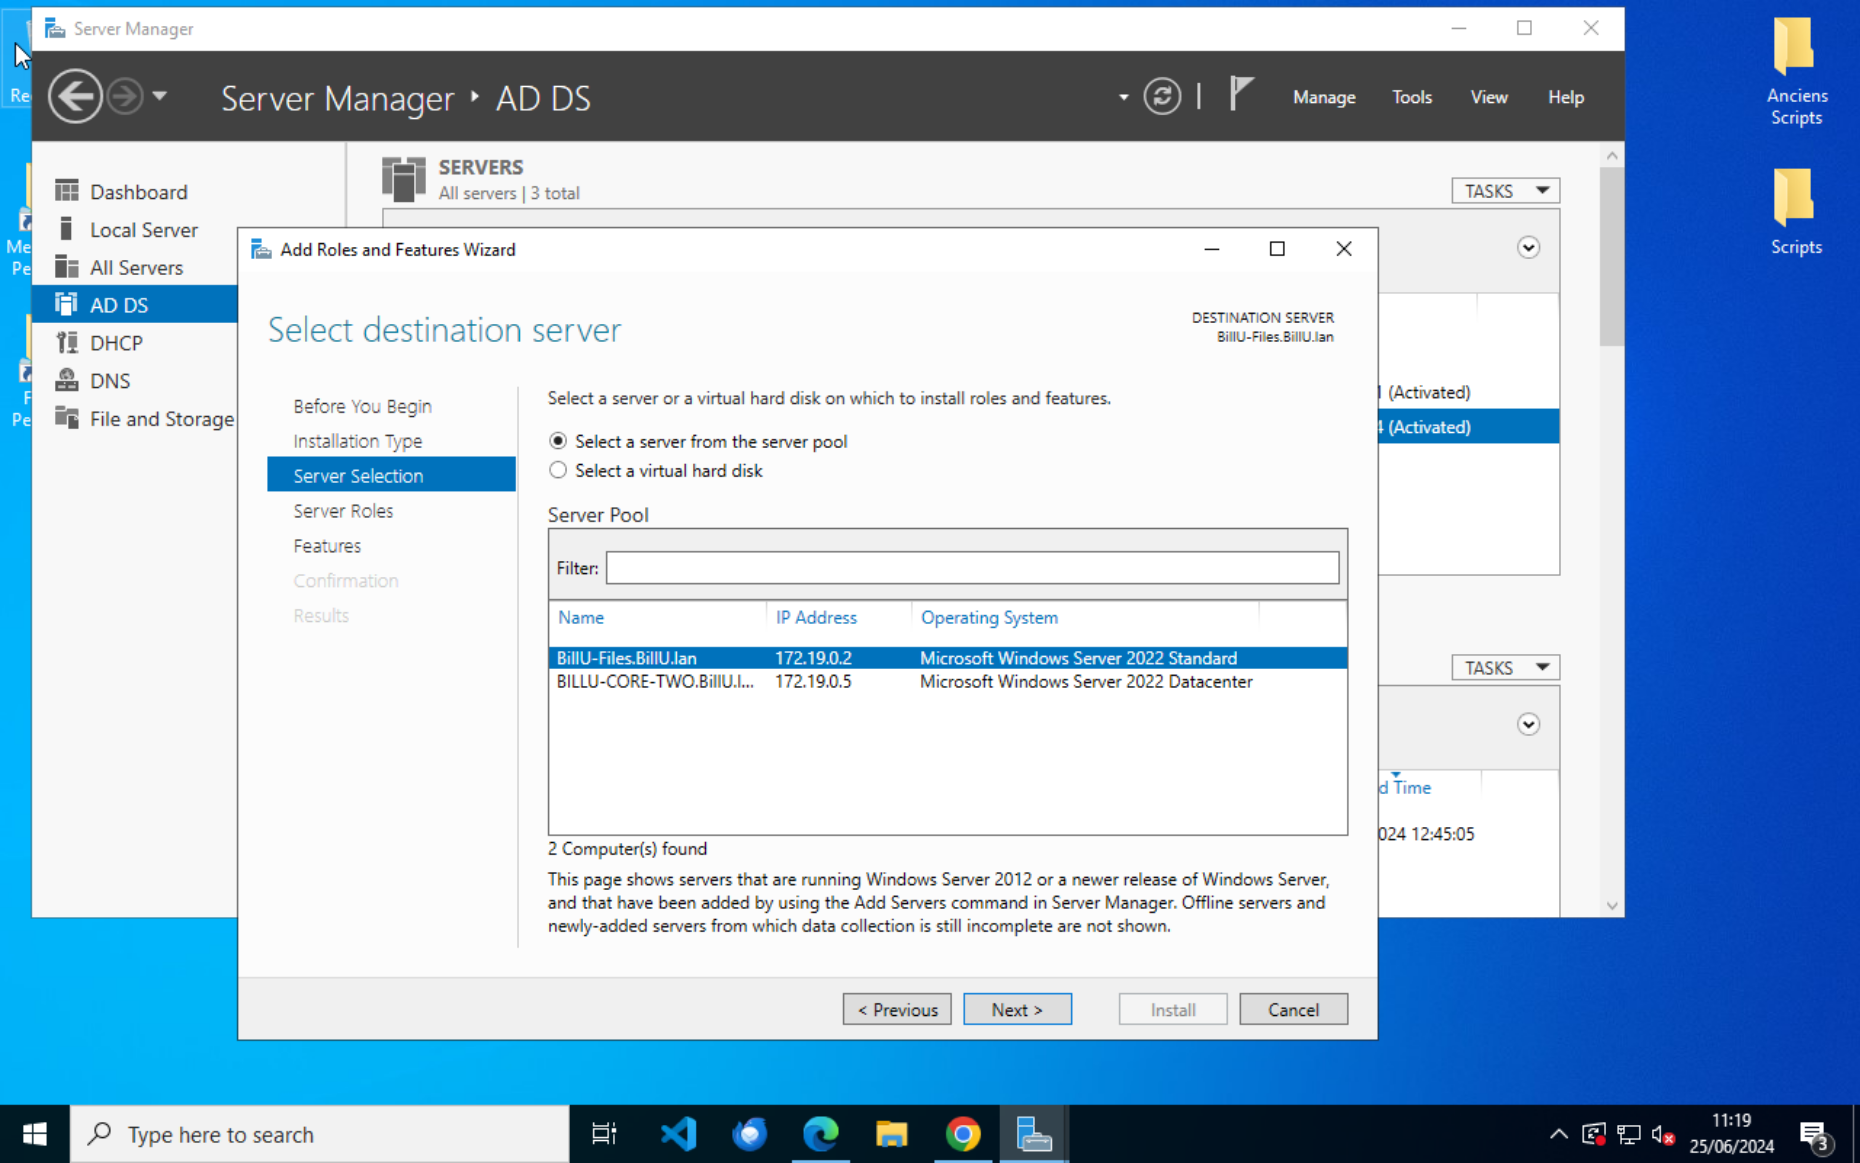 Server Manager
Server Manager ‣ AD DS
Manage Tools View Help
Dashboard
Local Server
All Servers
AD DS
DHCP
DNS
File and Storage
SERVERS
All servers | 3 total
TASKS
(Activated)
4 (Activated)
TASKS
d Time
024 12:45:05
Add Roles and Features Wizard
Select destination server
DESTINATION SERVER
BillU-Files.BillU.lan
Before You Begin
Installation Type
Server Selection
Server Roles
Features
Confirmation
Results
Select a server or a virtual hard disk on which to install roles and features.
Select a server from the server pool
Select a virtual hard disk
Server Pool
Filter:
Name IP Address Operating System
BillU-Files.BillU.lan 172.19.0.2 Microsoft Windows Server 2022 Standard
BILLU-CORE-TWO.BillU.l... 172.19.0.5 Microsoft Windows Server 2022 Datacenter
2 Computer(s) found
This page shows servers that are running Windows Server 2012 or a newer release of Windows Server,
and that have been added by using the Add Servers command in Server Manager. Offline servers and
newly-added servers from which data collection is still incomplete are not shown.
< Previous Next > Install Cancel
Re
Me
Pe
F
Pe
Anciens
Scripts
Scripts
Type here to search
11:19
25/06/2024
3